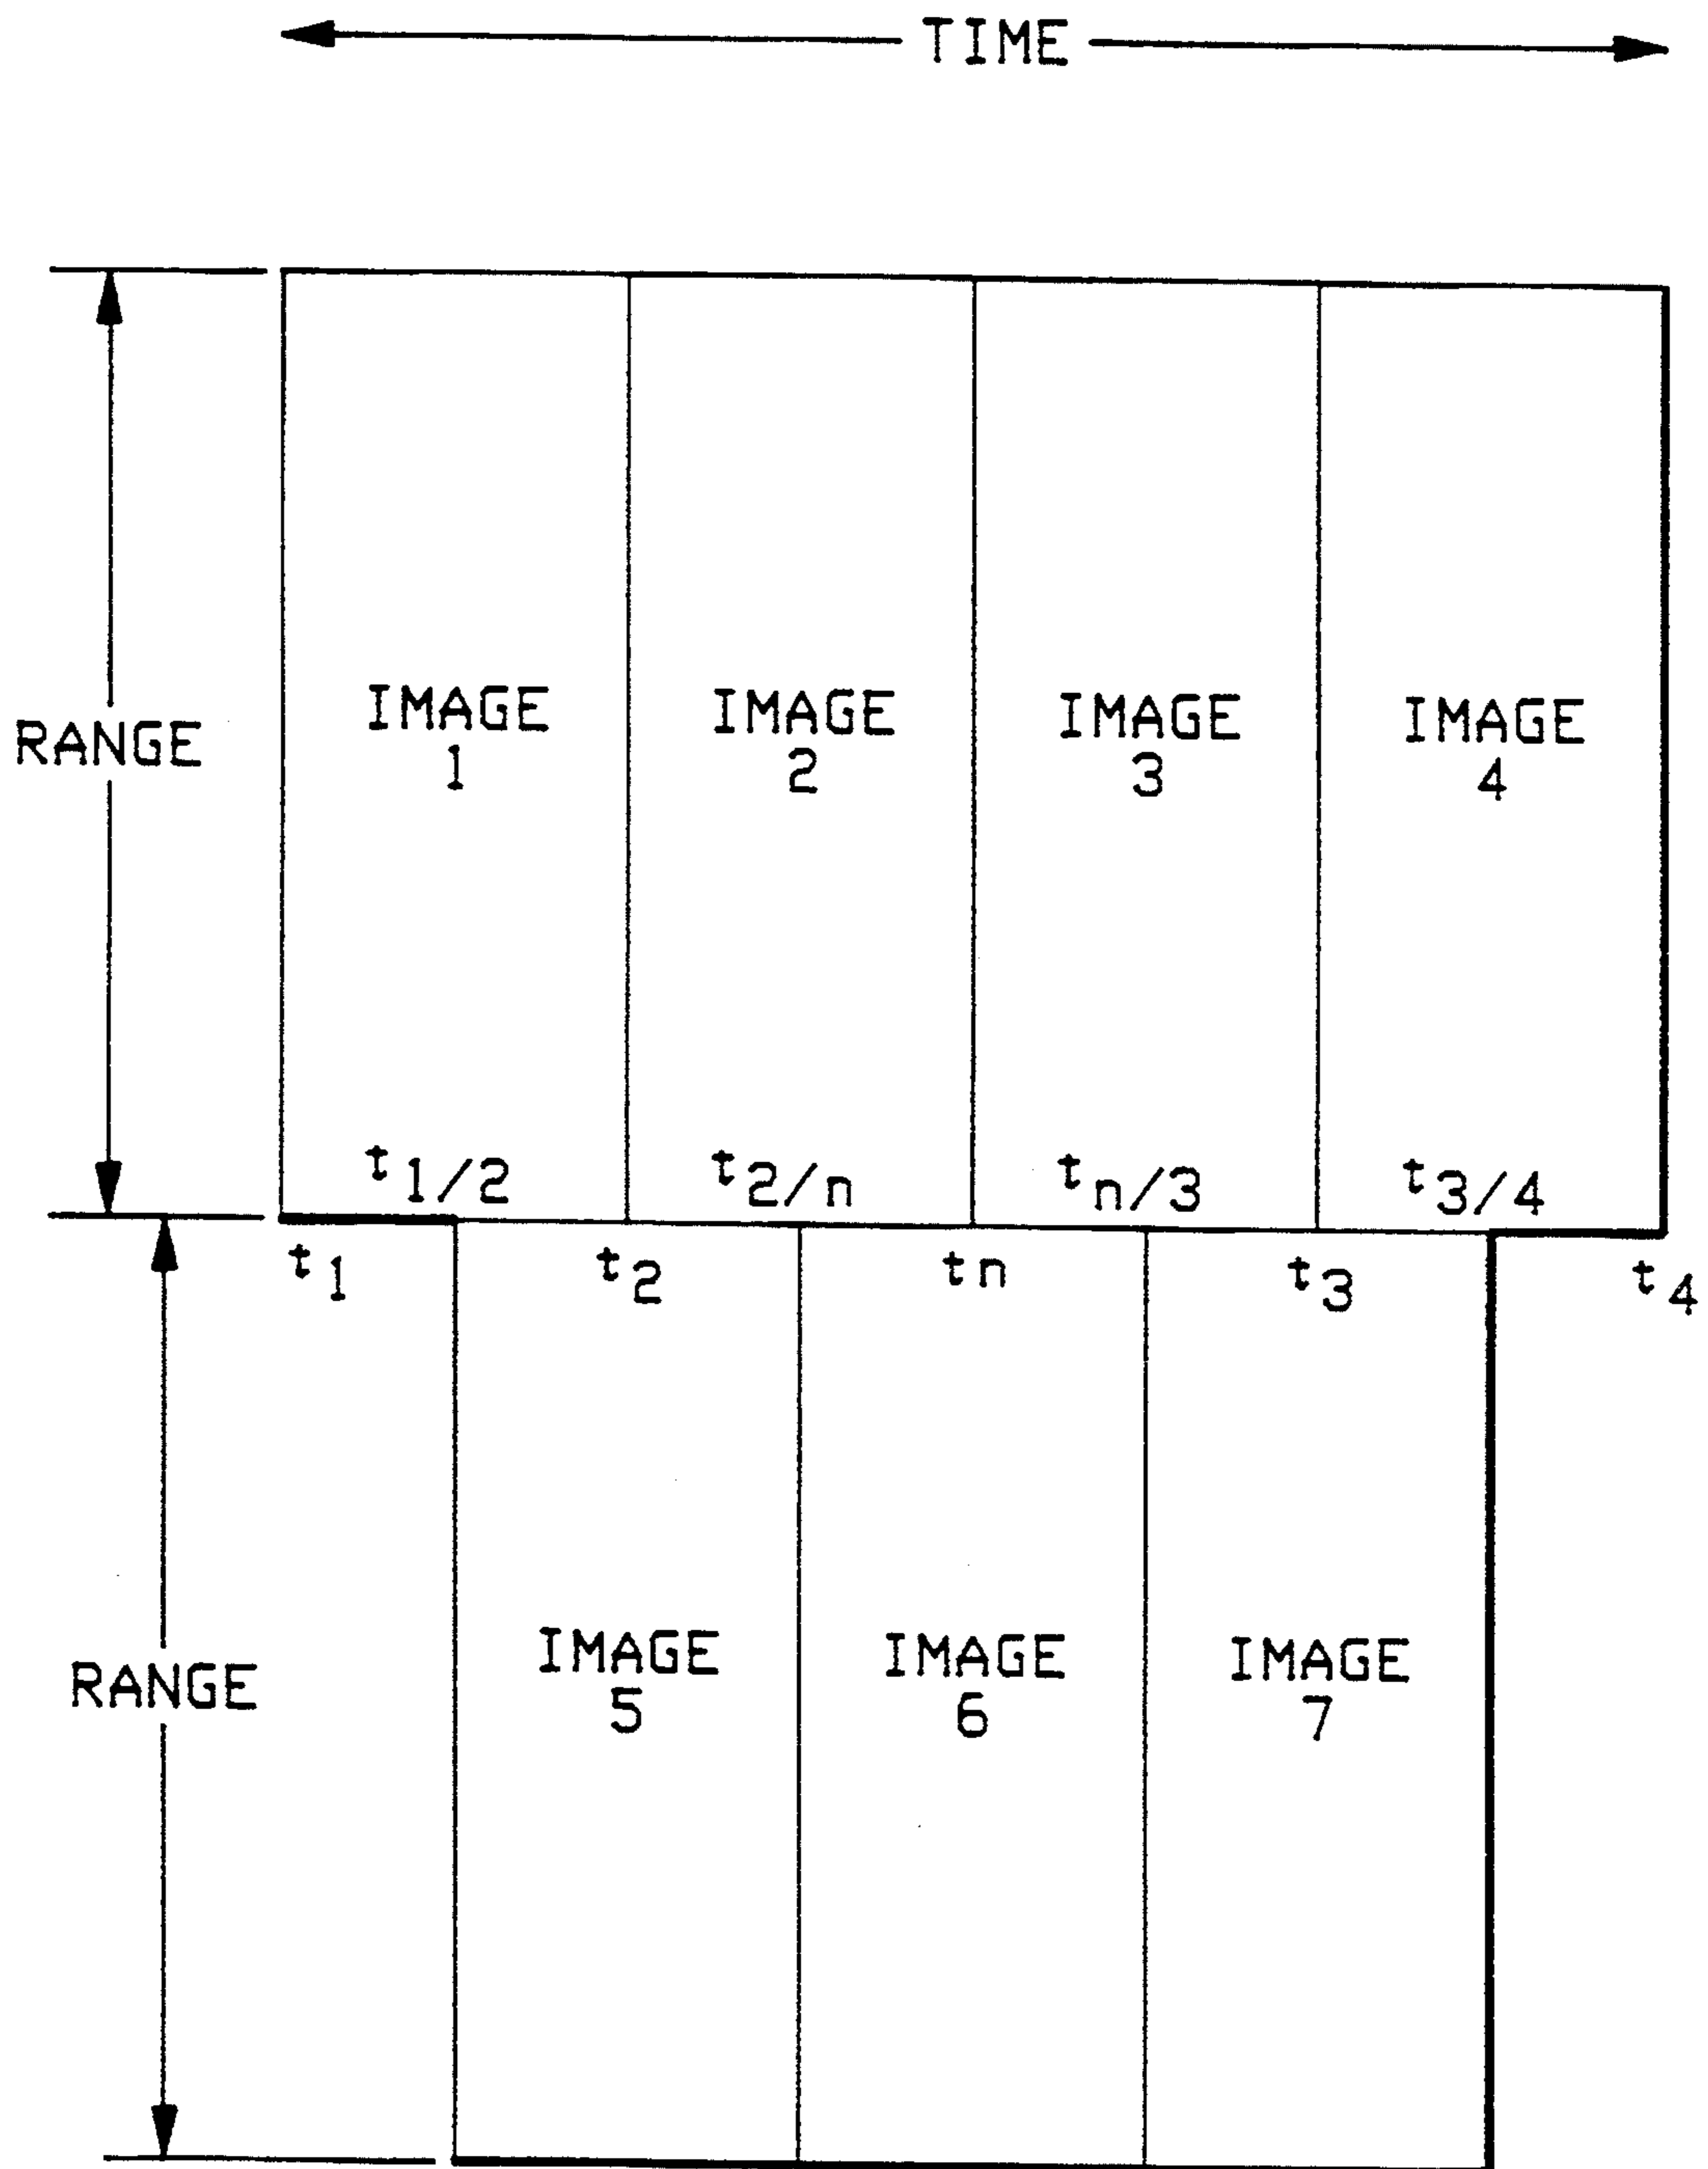 TIME
RANGE
IMAGE
1
IMAGE
2
IMAGE
3
IMAGE
4
t1/2
t2/n
tn/3
t3/4
t1
t2
tn
t3
t4
RANGE
IMAGE
5
IMAGE
6
IMAGE
7